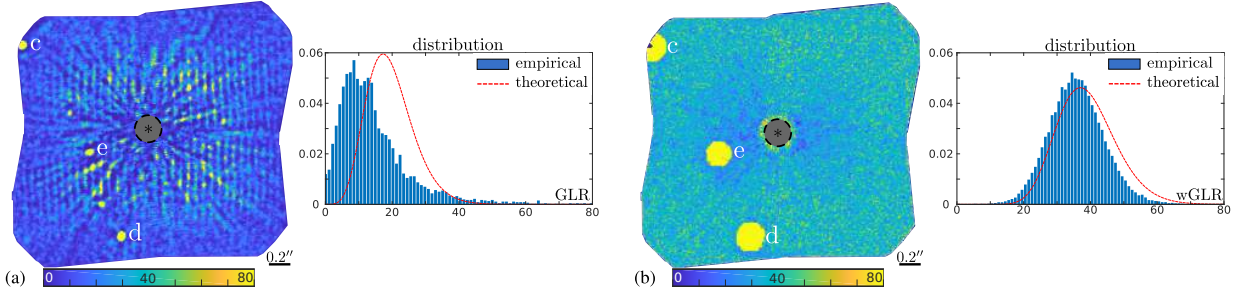 distribution
empirical
theoretical
0.06
0.04
0.02
0
0 20 40 60 80
GLR
c
*
e
d
0.2″
(a)
0 40 80
distribution
empirical
theoretical
0.06
0.04
0.02
0
0 20 40 60 80
wGLR
c
*
e
d
0.2″
(b)
0 40 80